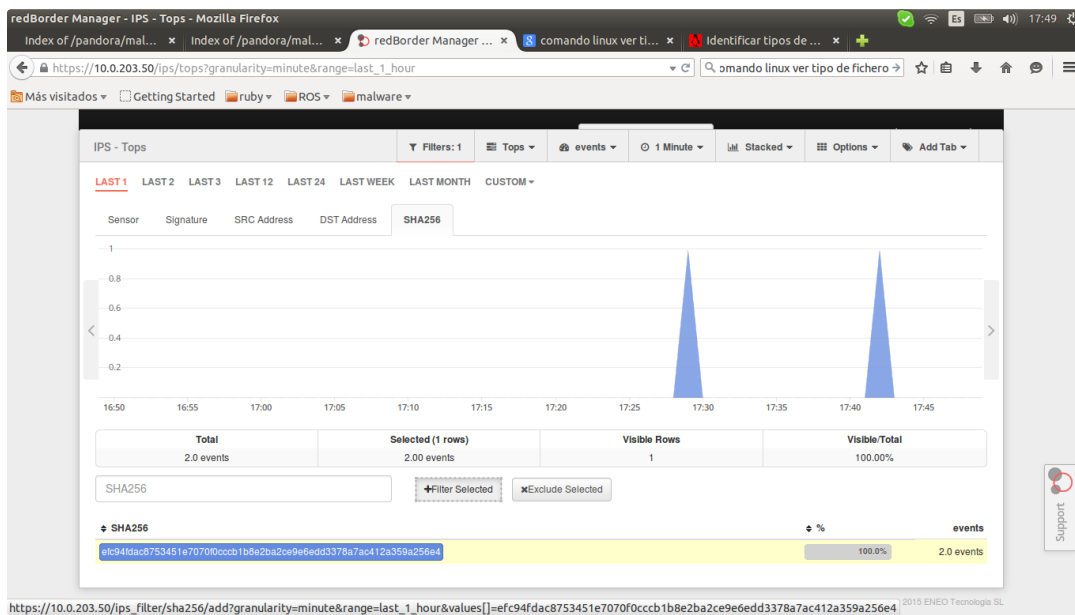 redBorder Manager - IPS - Tops - Mozilla Firefox Es 17:49
Index of /pandora/mal... × Index of /pandora/mal... × redBorder Manager ... × comando linux ver ti... × Identificar tipos de ... ×
https://10.0.203.50/ips/tops?granularity=minute&range=last_1_hour omando linux ver tipo de fichero
Más visitados Getting Started ruby ROS malware
IPS - Tops Filters: 1 Tops events 1 Minute Stacked Options Add Tab
LAST 1 LAST 2 LAST 3 LAST 12 LAST 24 LAST WEEK LAST MONTH CUSTOM
Sensor Signature SRC Address DST Address SHA256
1
0.8
0.6
0.4
0.2
16:50 16:55 17:00 17:05 17:10 17:15 17:20 17:25 17:30 17:35 17:40 17:45
Total Selected (1 rows) Visible Rows Visible/Total
2.0 events 2.00 events 1 100.00%
SHA256 +Filter Selected ×Exclude Selected
Support
SHA256 % events
efc94fdac8753451e7070f0cccb1b8e2ba2ce9e6edd3378a7ac412a359a256e4 100.0% 2.0 events
https://10.0.203.50/ips_filter/sha256/add?granularity=minute&range=last_1_hour&values[]=efc94fdac8753451e7070f0cccb1b8e2ba2ce9e6edd3378a7ac412a359a256e4 2015 ENEO Tecnologia SL